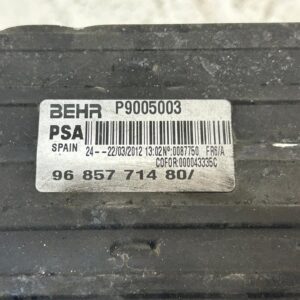 BEHR P9005003
PSA
SPAIN 24--22/03/2012 13:02Nº:0087750 FR6/A
COFOR:000043335C
96 857 714 80/